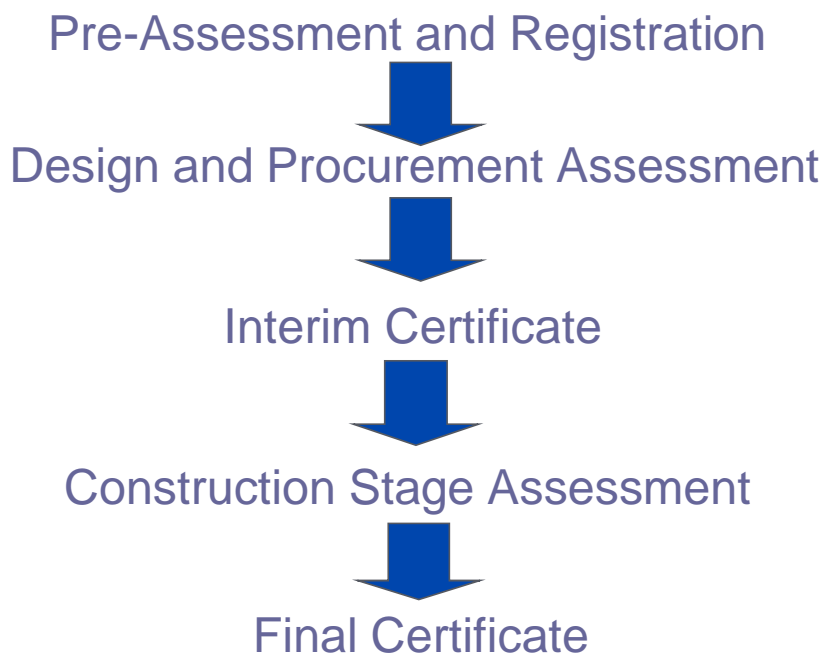 Pre-Assessment and Registration
Design and Procurement Assessment
Interim Certificate
Construction Stage Assessment
Final Certificate